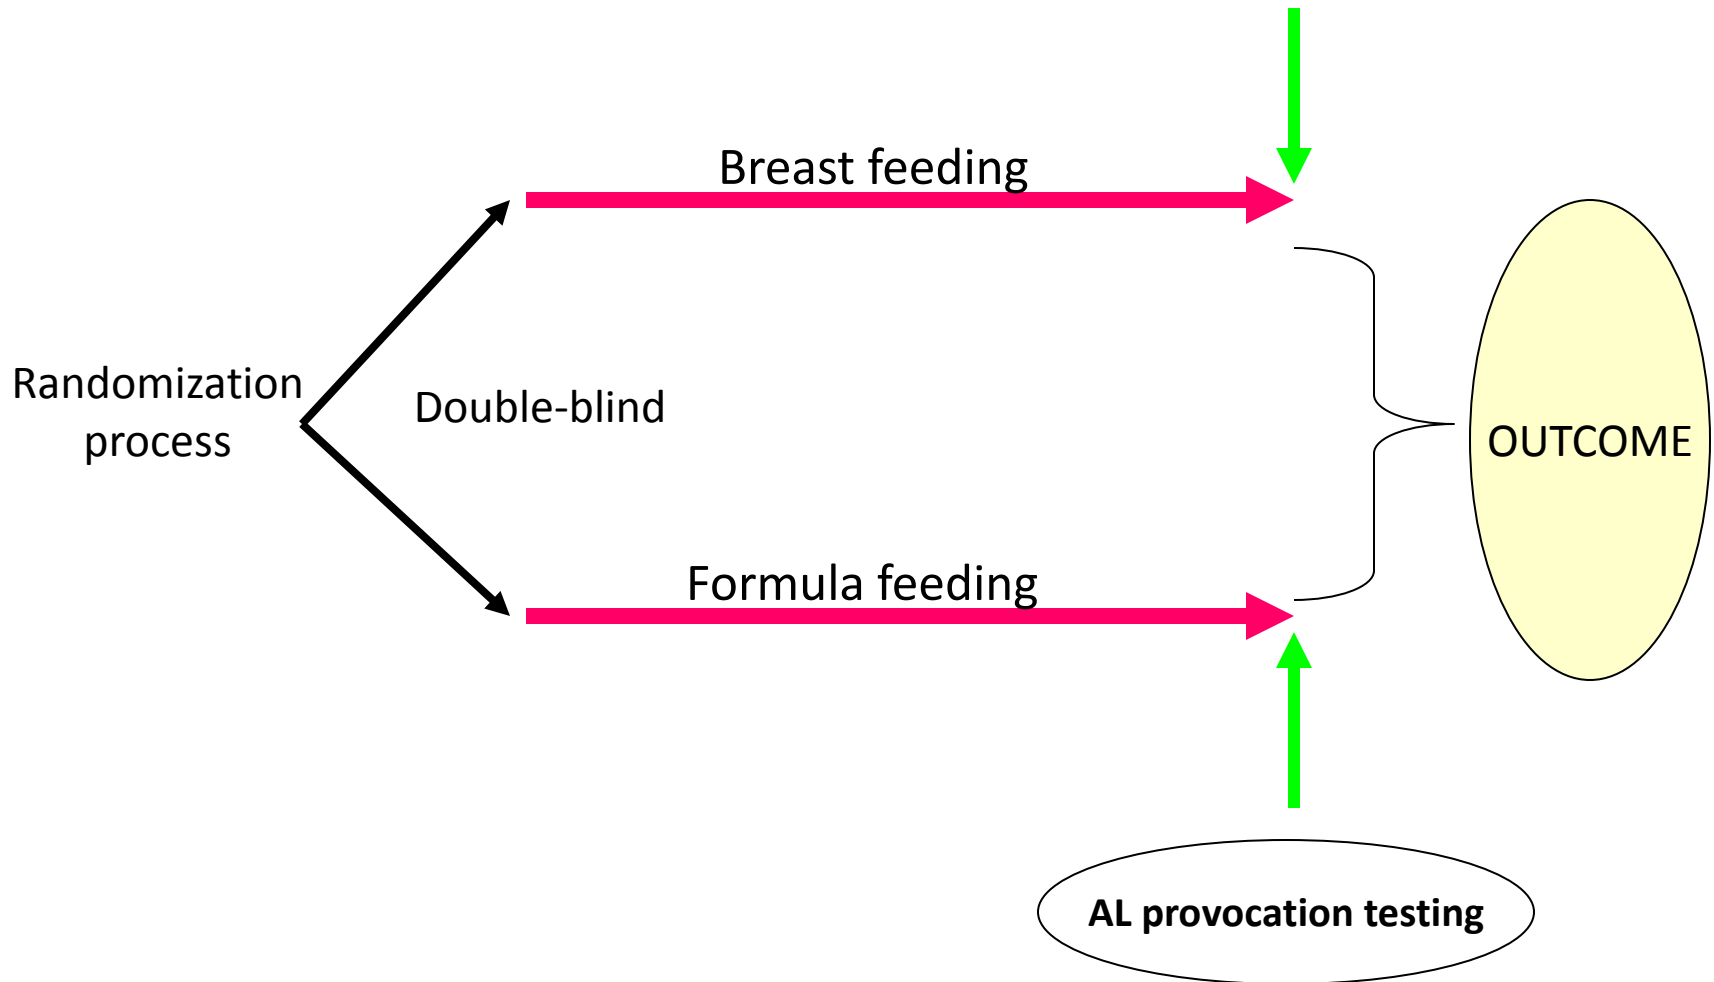 Breast feeding
Randomization
process
Double-blind
OUTCOME
Formula feeding
AL provocation testing